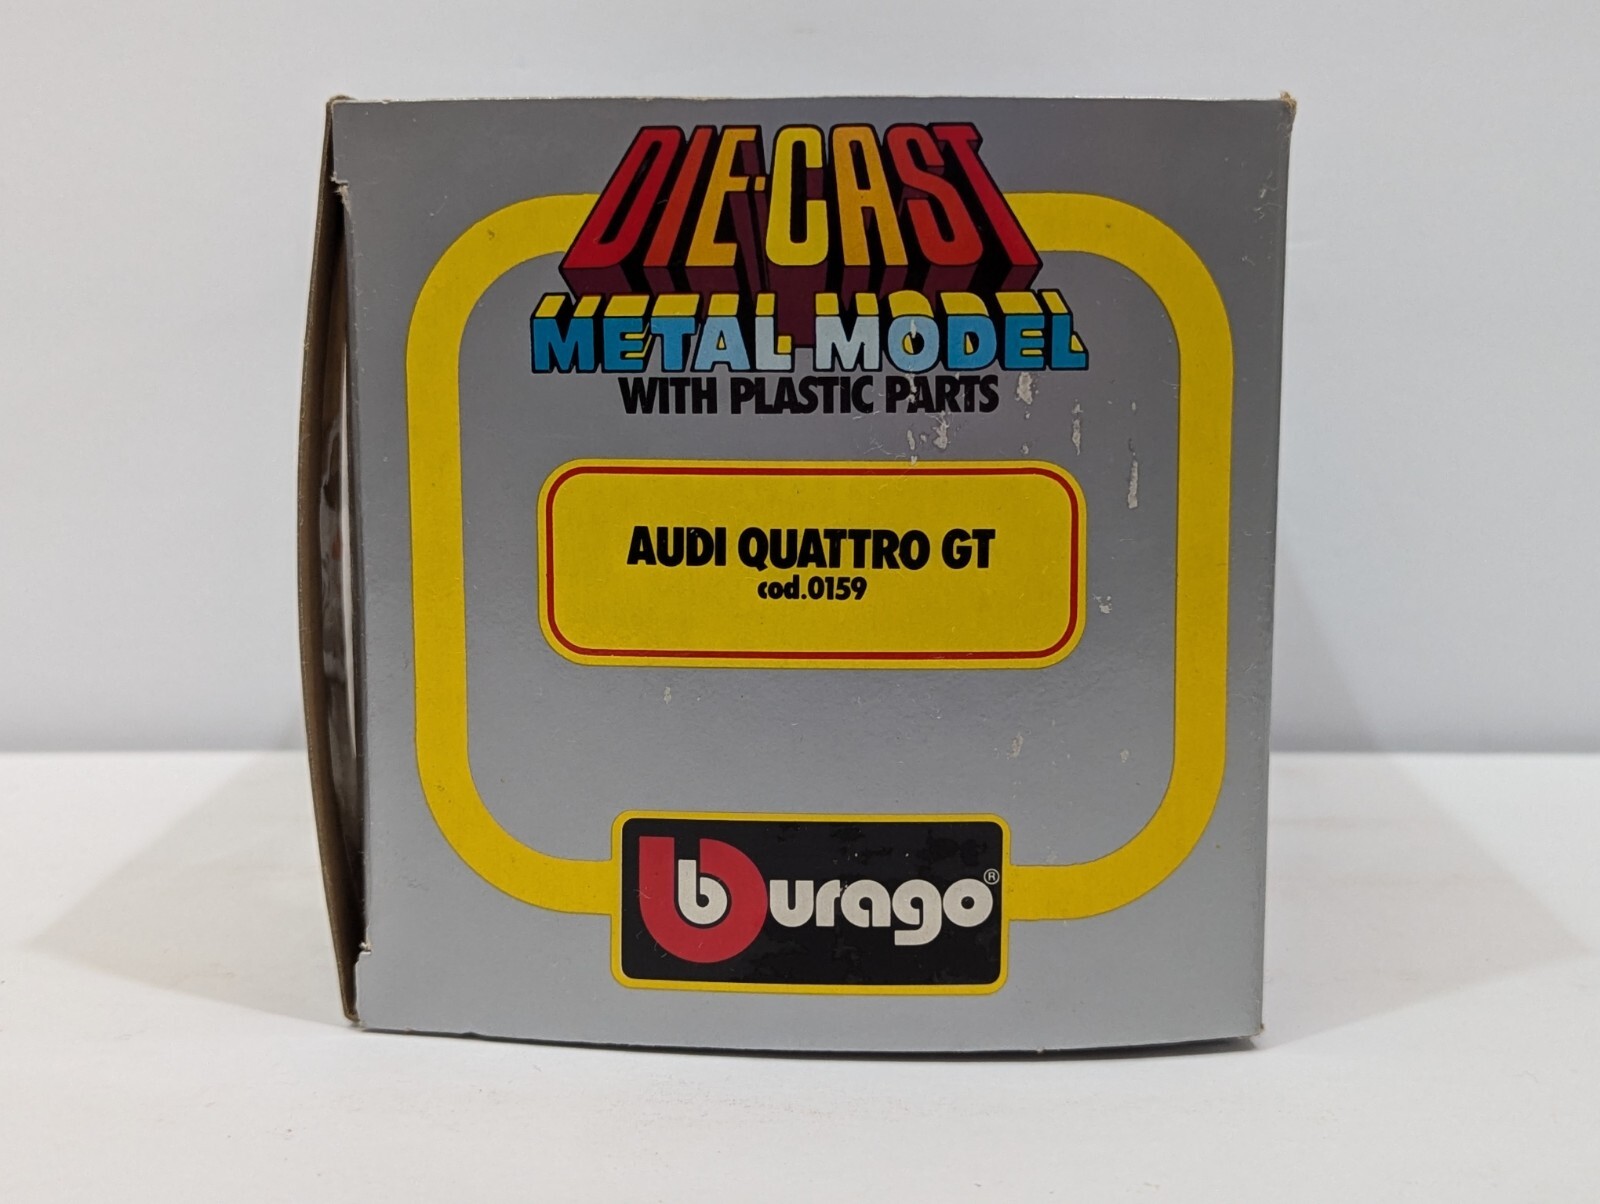 DIE-CAST
METAL MODEL
WITH PLASTIC PARTS
AUDI QUATTRO GT
cod.0159
burago®